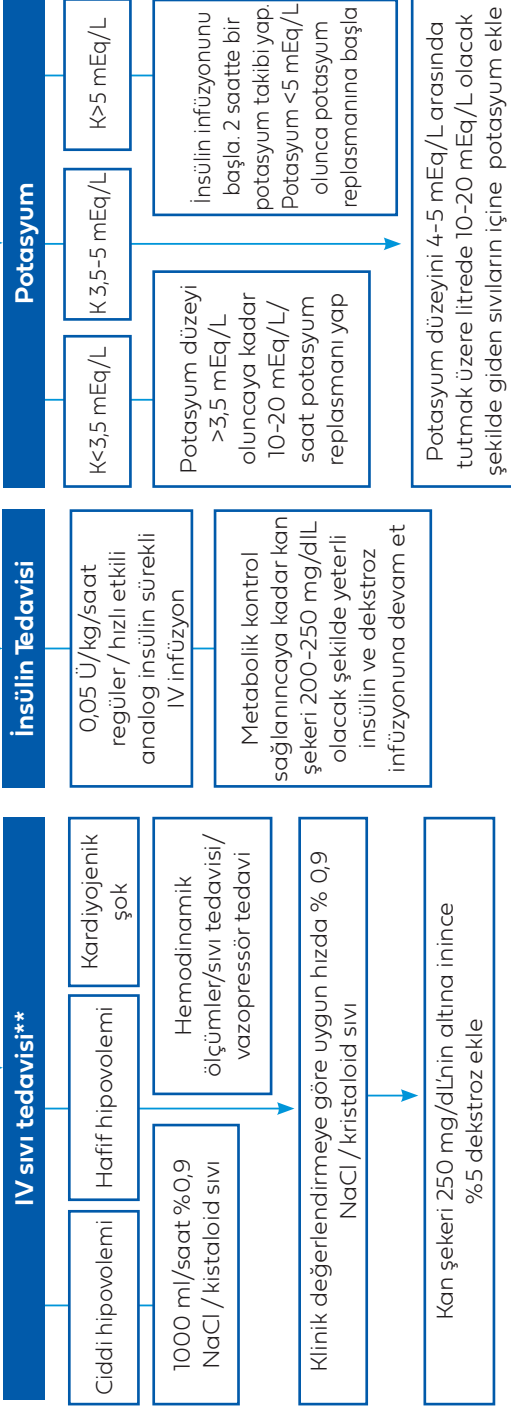 IV sıvı tedavisi**
Ciddi hipovolemi
Hafif hipovolemi
Kardiyojenik
şok
1000 ml/saat %0,9
NaCl / kistaloid sıvı
Hemodinamik
ölçümler/sıvı tedavisi/
vazopressör tedavi
Klinik değerlendirmeye göre uygun hızda % 0,9
NaCl / kristaloid sıvı
Kan şekeri 250 mg/dL'nin altına inince
%5 dekstroz ekle
İnsülin Tedavisi
0,05 Ü/kg/saat
regüler / hızlı etkili
analog insülin sürekli
IV infüzyon
Metabolik kontrol
sağlanıncaya kadar kan
şekeri 200-250 mg/dlL
olacak şekilde yeterli
insülin ve dekstroz
infüzyonuna devam et
Potasyum
K<3,5 mEq/L
K 3,5-5 mEq/L
K>5 mEq/L
Potasyum düzeyi
>3,5 mEq/L
oluncaya kadar
10-20 mEq/L/
saat potasyum
replasmanı yap
İnsülin infüzyonunu
başla. 2 saatte bir
potasyum takibi yap.
Potasyum <5 mEq/L
olunca potasyum
replasmanına başla
Potasyum düzeyini 4-5 mEq/L arasında
tutmak üzere litrede 10-20 mEq/L olacak
şekilde giden sıvıların içine potasyum ekle